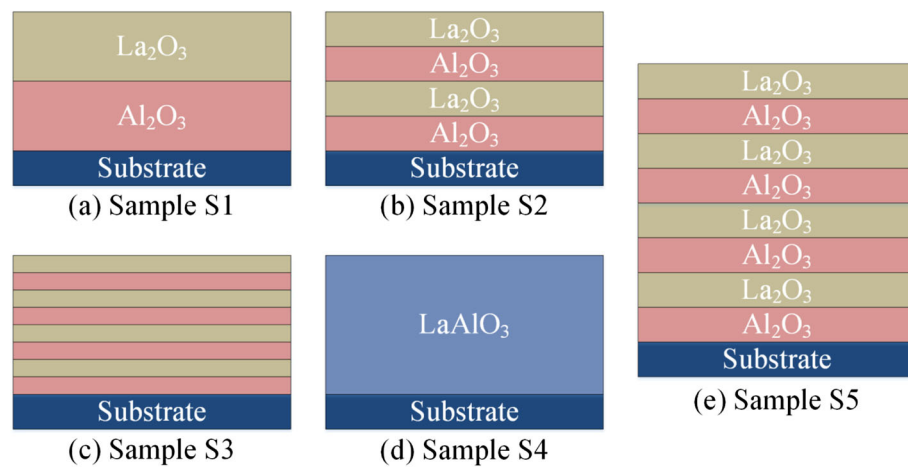 La₂O₃
Al₂O₃
Substrate
(a) Sample S1
La₂O₃
Al₂O₃
La₂O₃
Al₂O₃
Substrate
(b) Sample S2
Substrate
(c) Sample S3
LaAlO₃
Substrate
(d) Sample S4
La₂O₃
Al₂O₃
La₂O₃
Al₂O₃
La₂O₃
Al₂O₃
La₂O₃
Al₂O₃
Substrate
(e) Sample S5